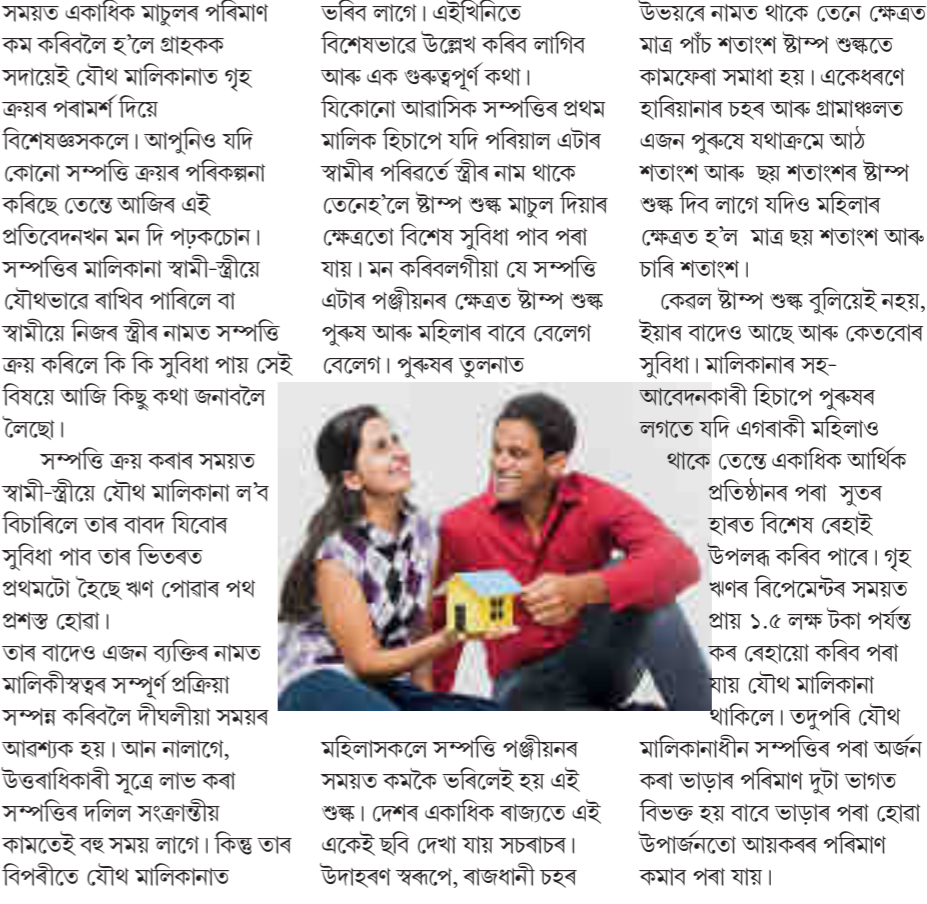 সময়ত একাধিক মাচুলৰ পৰিমাণ
কম কৰিবলৈ হ’লে গ্ৰাহকক
সদায়েই যৌথ মালিকানাত গৃহ
ক্ৰয়ৰ পৰামৰ্শ দিয়ে
বিশেষজ্ঞসকলে। আপুনিও যদি
কোনো সম্পত্তি ক্ৰয়ৰ পৰিকল্পনা
কৰিছে তেন্তে আজিৰ এই
প্ৰতিবেদনখন মন দি পঢ়কচোন।
সম্পত্তিৰ মালিকানা স্বামী-স্ত্ৰীয়ে
যৌথভাৱে ৰাখিব পাৰিলে বা
স্বামীয়ে নিজৰ স্ত্ৰীৰ নামত সম্পত্তি
ক্ৰয় কৰিলে কি কি সুবিধা পায় সেই
বিষয়ে আজি কিছু কথা জনাবলৈ
লৈছো।
সম্পত্তি ক্ৰয় কৰাৰ সময়ত
স্বামী-স্ত্ৰীয়ে যৌথ মালিকানা ল’ব
বিচাৰিলে তাৰ বাবদ যিবোৰ
সুবিধা পাব তাৰ ভিতৰত
প্ৰথমটো হৈছে ঋণ পোৱাৰ পথ
প্ৰশস্ত হোৱা।
তাৰ বাদেও এজন ব্যক্তিৰ নামত
মালিকীস্বত্বৰ সম্পূৰ্ণ প্ৰক্ৰিয়া
সম্পন্ন কৰিবলৈ দীঘলীয়া সময়ৰ
আৱশ্যক হয়। আন নালাগে,
উত্তৰাধিকাৰী সূত্ৰে লাভ কৰা
সম্পত্তিৰ দলিল সংক্ৰান্তীয়
কামতেই বহু সময় লাগে। কিন্তু তাৰ
বিপৰীতে যৌথ মালিকানাত
ভৰিব লাগে। এইখিনিতে
বিশেষভাৱে উল্লেখ কৰিব লাগিব
আৰু এক গুৰুত্বপূৰ্ণ কথা।
যিকোনো আৱাসিক সম্পত্তিৰ প্ৰথম
মালিক হিচাপে যদি পৰিয়াল এটাৰ
স্বামীৰ পৰিৱৰ্তে স্ত্ৰীৰ নাম থাকে
তেনেহ’লে ষ্টাম্প শুল্ক মাচুল দিয়াৰ
ক্ষেত্ৰতো বিশেষ সুবিধা পাব পৰা
যায়। মন কৰিবলগীয়া যে সম্পত্তি
এটাৰ পঞ্জীয়নৰ ক্ষেত্ৰত ষ্টাম্প শুল্ক
পুৰুষ আৰু মহিলাৰ বাবে বেলেগ
বেলেগ। পুৰুষৰ তুলনাত
মহিলাসকলে সম্পত্তি পঞ্জীয়নৰ
সময়ত কমকৈ ভৰিলেই হয় এই
শুল্ক। দেশৰ একাধিক ৰাজ্যতে এই
একেই ছবি দেখা যায় সচৰাচৰ।
উদাহৰণ স্বৰূপে, ৰাজধানী চহৰ
উভয়ৰে নামত থাকে তেনে ক্ষেত্ৰত
মাত্ৰ পাঁচ শতাংশ ষ্টাম্প শুল্কতে
কামফেৰা সমাধা হয়। একেধৰণে
হাৰিয়ানাৰ চহৰ আৰু গ্ৰামাঞ্চলত
এজন পুৰুষে যথাক্ৰমে আঠ
শতাংশ আৰু ছয় শতাংশৰ ষ্টাম্প
শুল্ক দিব লাগে যদিও মহিলাৰ
ক্ষেত্ৰত হ’ল মাত্ৰ ছয় শতাংশ আৰু
চাৰি শতাংশ।
কেৱল ষ্টাম্প শুল্ক বুলিয়েই নহয়,
ইয়াৰ বাদেও আছে আৰু কেতবোৰ
সুবিধা। মালিকানাৰ সহ-
আবেদনকাৰী হিচাপে পুৰুষৰ
লগতে যদি এগৰাকী মহিলাও
থাকে তেন্তে একাধিক আৰ্থিক
প্ৰতিষ্ঠানৰ পৰা সুতৰ
হাৰত বিশেষ ৰেহাই
উপলব্ধ কৰিব পাৰে। গৃহ
ঋণৰ ৰিপেমেন্টৰ সময়ত
প্ৰায় ১.৫ লক্ষ টকা পৰ্যন্ত
কৰ ৰেহায়ো কৰিব পৰা
যায় যৌথ মালিকানা
থাকিলে। তদুপৰি যৌথ
মালিকানাধীন সম্পত্তিৰ পৰা অৰ্জন
কৰা ভাড়াৰ পৰিমাণ দুটা ভাগত
বিভক্ত হয় বাবে ভাড়াৰ পৰা হোৱা
উপাৰ্জনতো আয়কৰৰ পৰিমাণ
কমাব পৰা যায়।